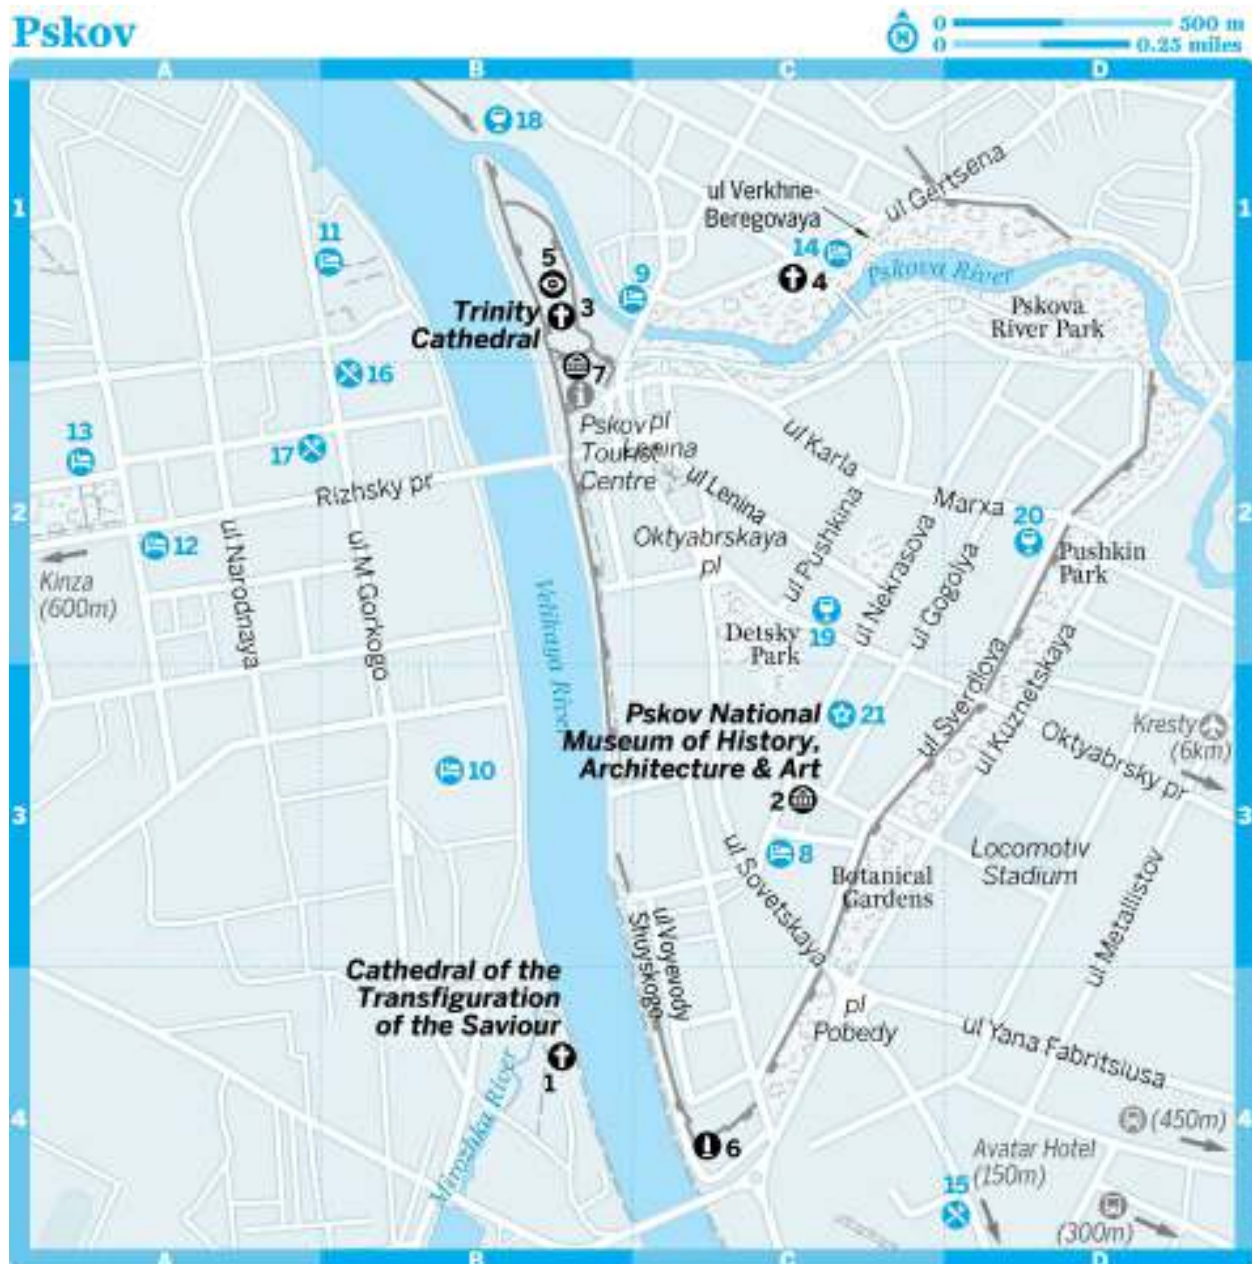 Pskov
0 500 m
0 0.25 miles
A B C D
1 1
18
ul Gertsena
ul Verkhne-
Beregovaya
11
14
5
4
Pskova River
9
Trinity
Cathedral
3
Pskova
River Park
7
16
13
17
Pskov
Tourist
Centre
pl
Lenina
ul Lenina
ul Karla
Marxa
Rizhsky pr
2 2
20
12
Oktyabrskaya
pl
ul Pushkina
ul Nekrasova
ul Gogolya
Pushkin
Park
Kinza
(600m)
ul Narodnaya
ul M Gorkogo
Velikaya River
Detsky
Park
19
ul Sverdlova
ul Kuznetskaya
Pskov National
Museum of History,
Architecture & Art
21
Kresty
(6km)
Oktyabrsky pr
10
2
3 3
8
ul Sovetskaya
Botanical
Gardens
Locomotiv
Stadium
ul Metallistov
ul Voyevody
Shuyskogo
Cathedral of the
Transfiguration
of the Saviour
pl
Pobedy
ul Yana Fabritsiusa
1
Mirozhka River
4 4
(450m)
6
Avatar Hotel
(150m)
15
(300m)
A B C D